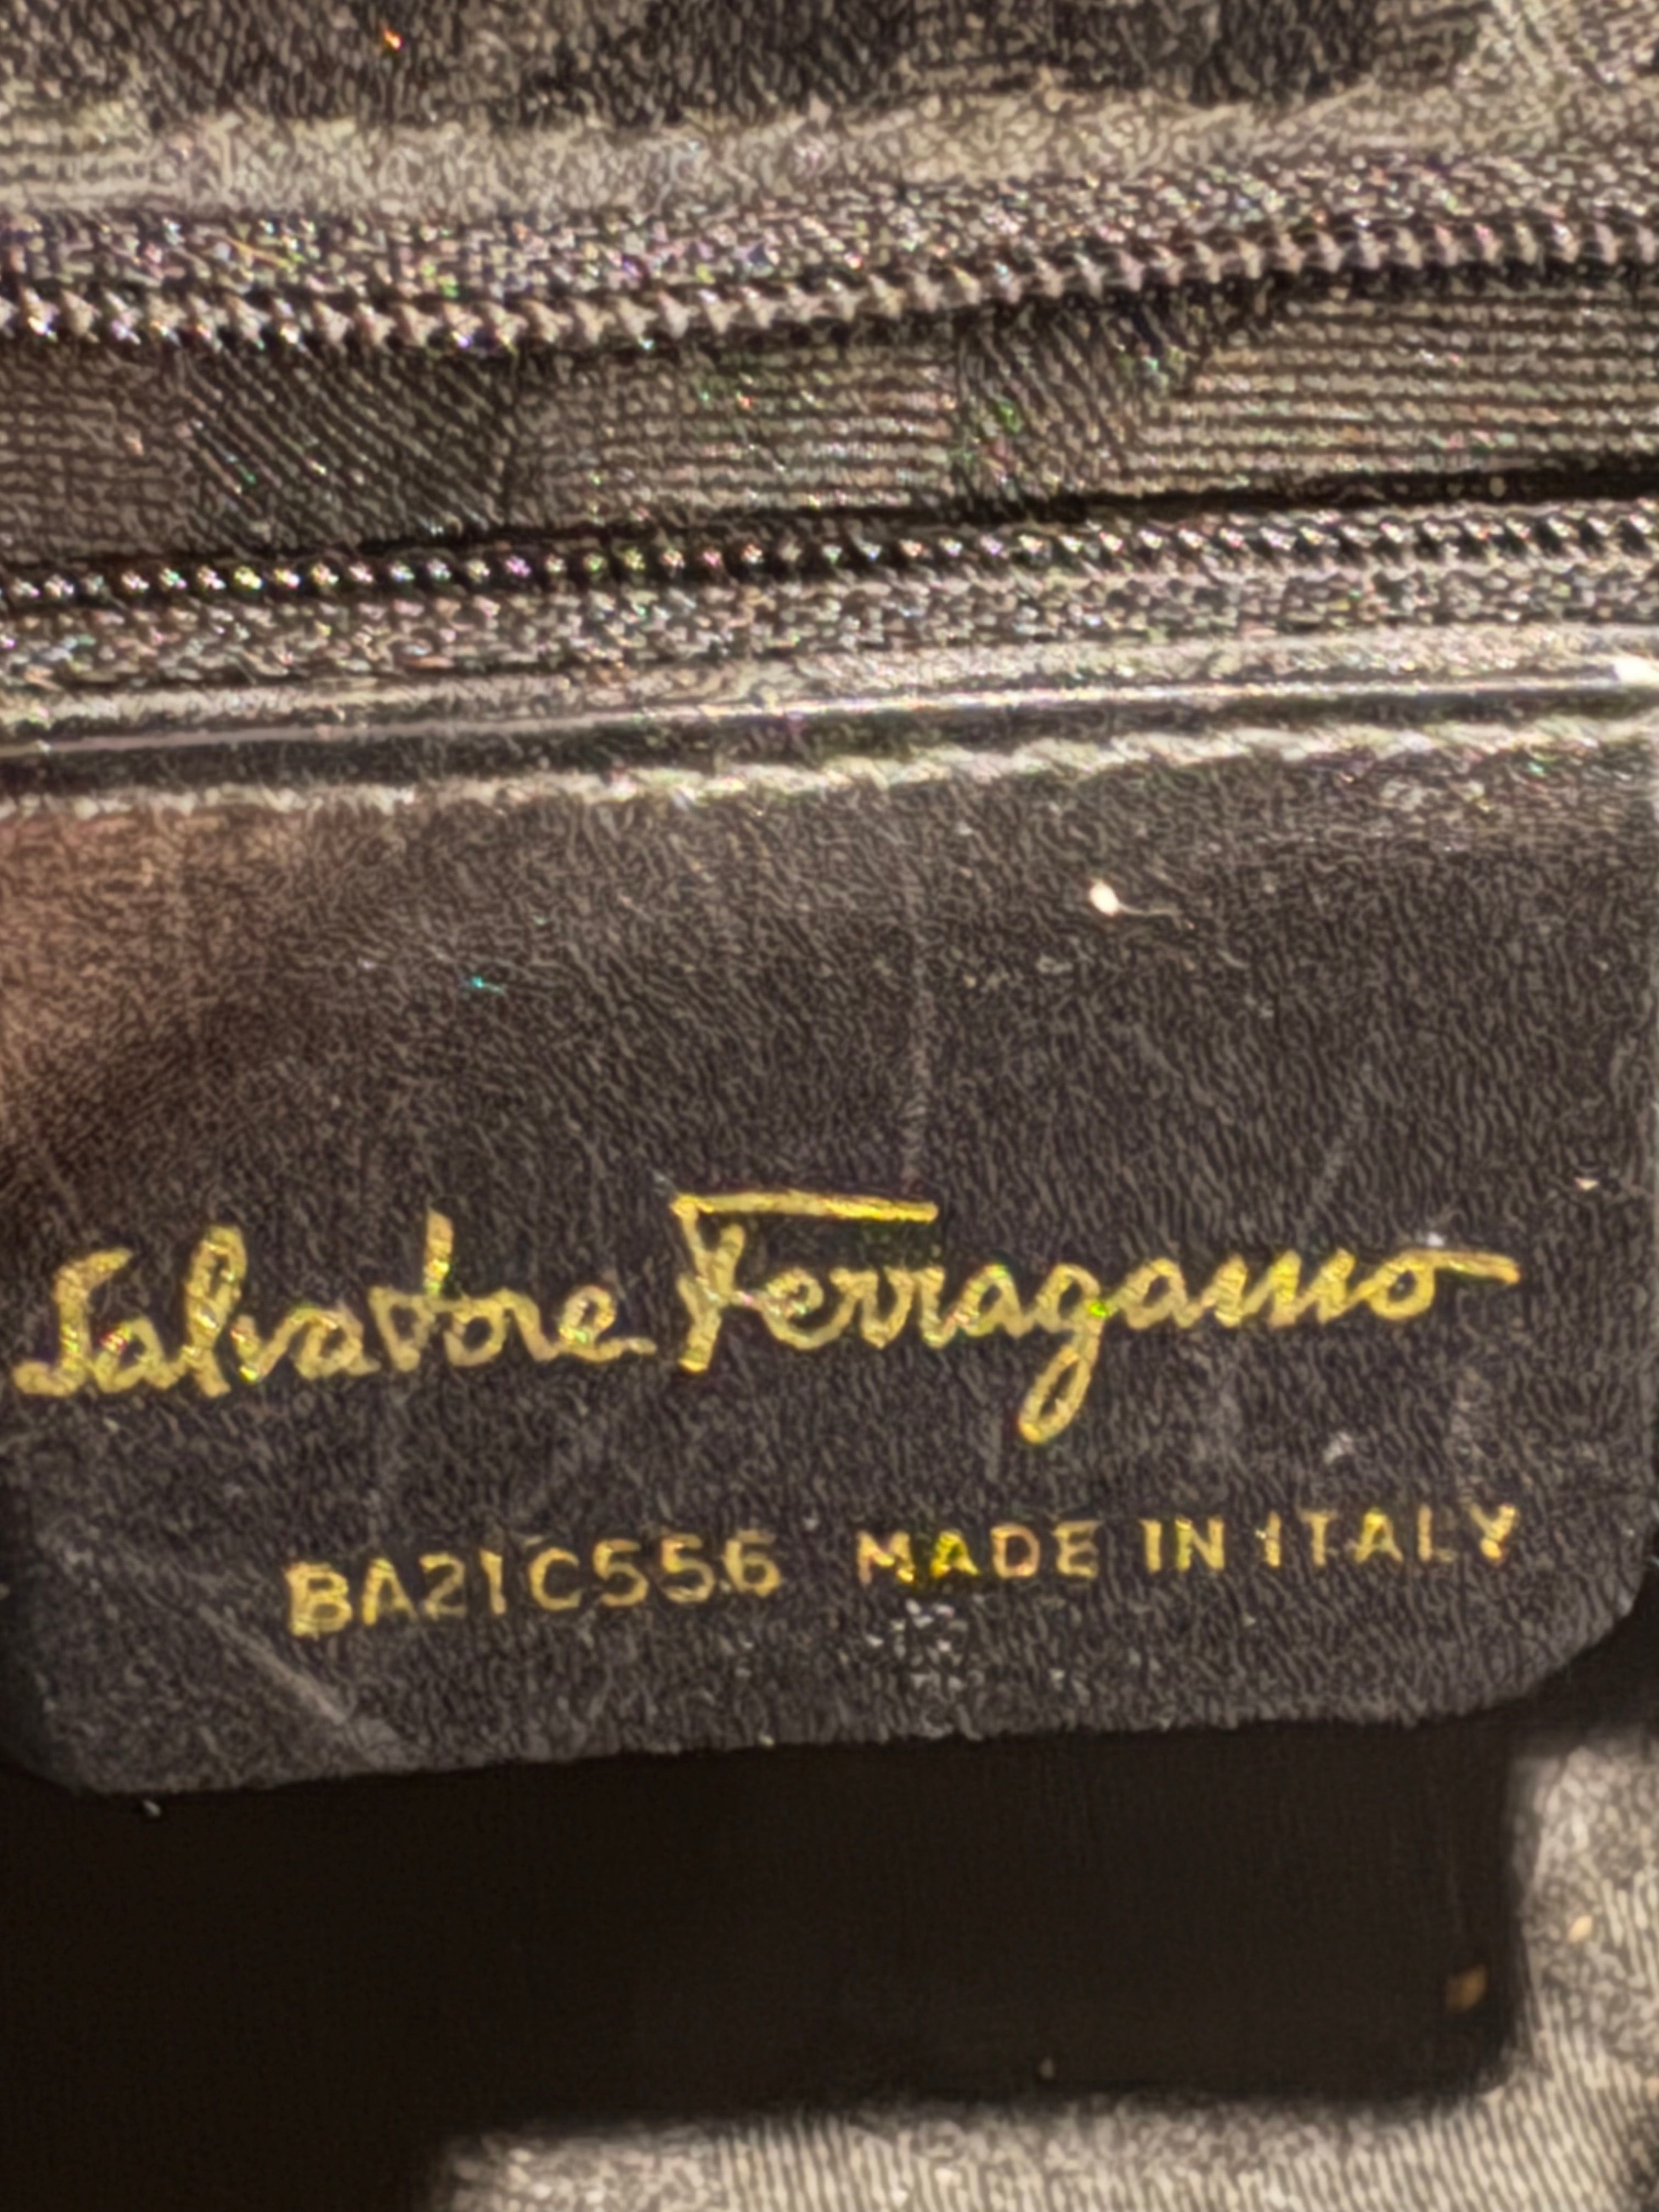 Salvatore Ferragamo
BA21C556 MADE IN ITALY